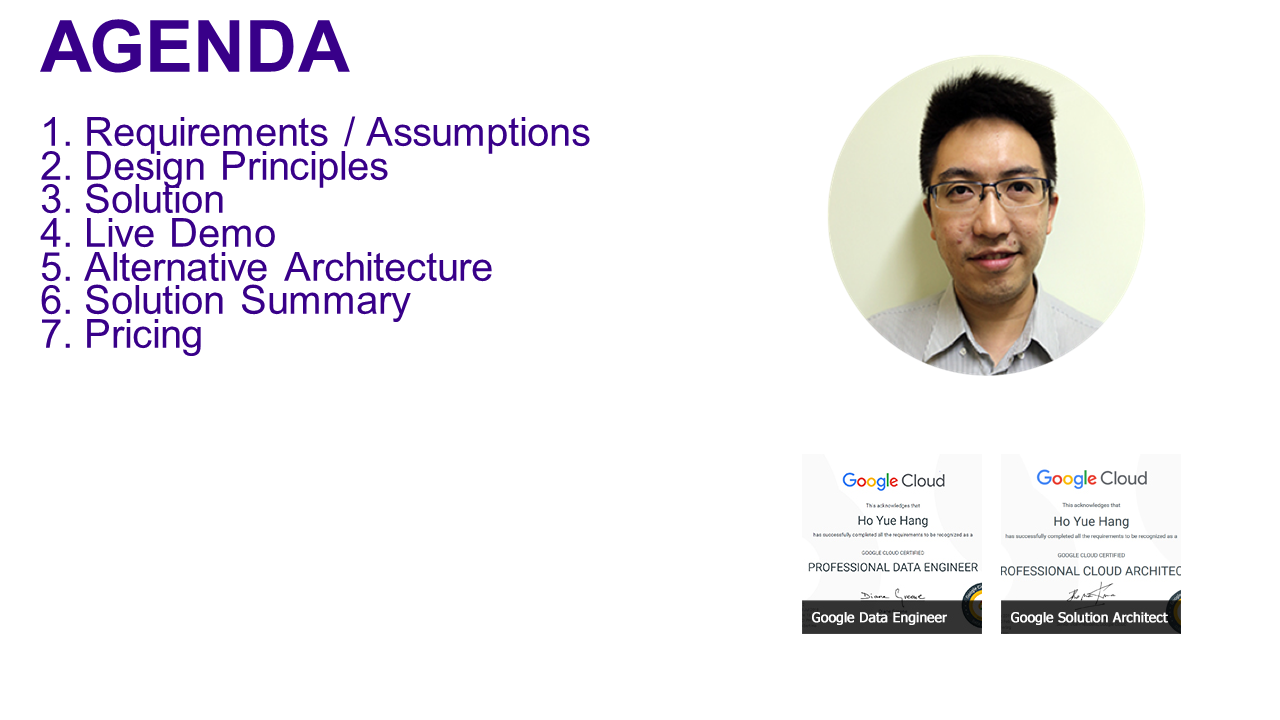 AGENDA
1. Requirements / Assumptions
2. Design Principles
3. Solution
4. Live Demo
5. Alternative Architecture
6. Solution Summary
7. Pricing
Google Cloud
This acknowledges that
Ho Yue Hang
has successfully completed all the requirements to be recognized as a
GOOGLE CLOUD CERTIFIED
PROFESSIONAL DATA ENGINEER
Diane Greene
Google Data Engineer
Google Cloud
This acknowledges that
Ho Yue Hang
has successfully completed all the requirements to be recognized as a
GOOGLE CLOUD CERTIFIED
ROFESSIONAL CLOUD ARCHITEC
Google Solution Architect